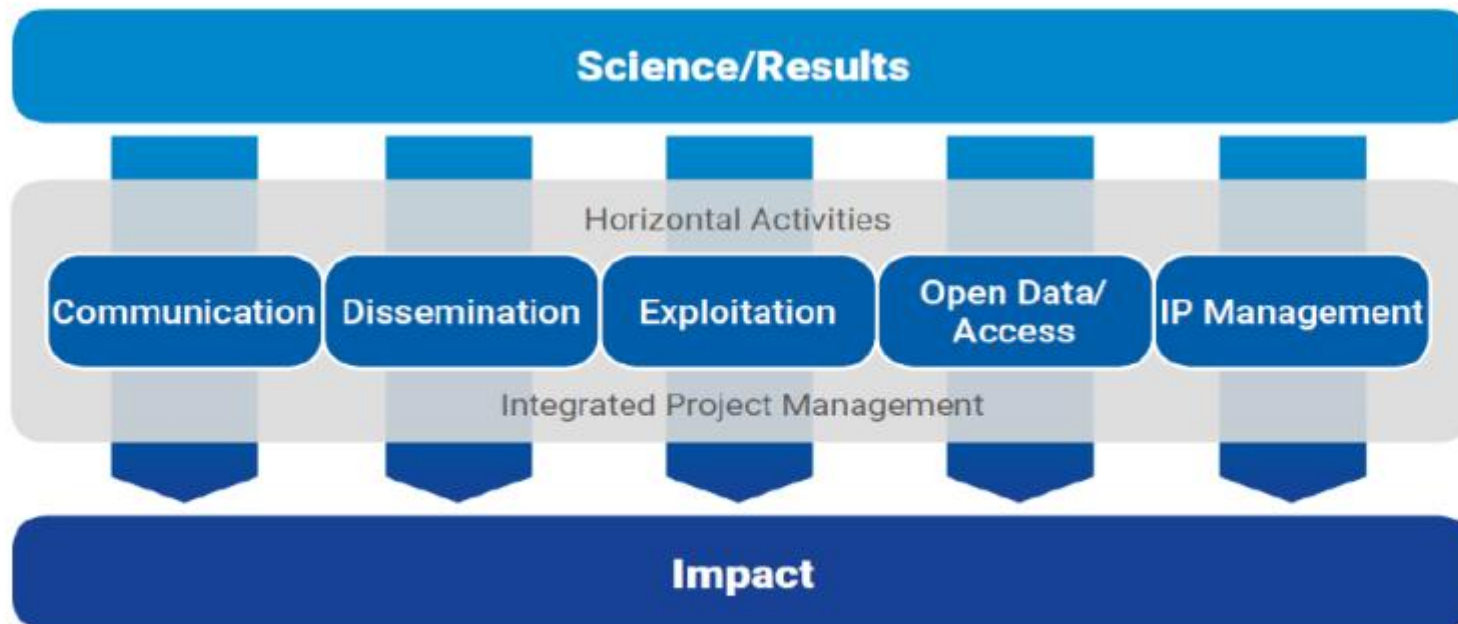 Science/Results
Horizontal Activities
Communication
Dissemination
Exploitation
Open Data/
Access
IP Management
Integrated Project Management
Impact